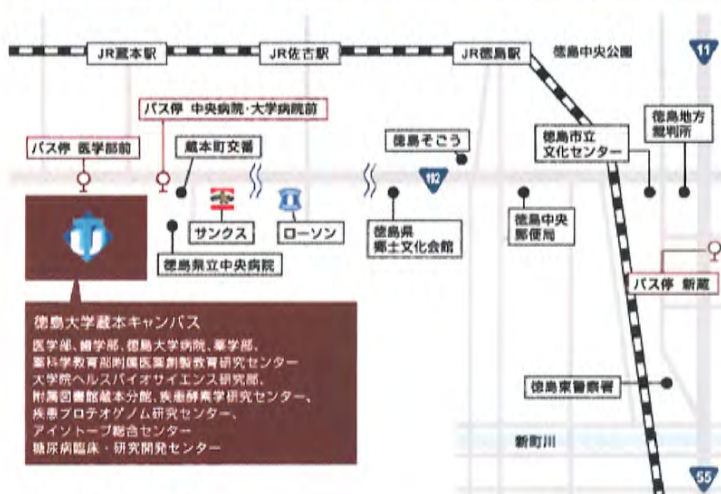 JR蔵本駅
JR佐古駅
JR徳島駅
徳島中央公園
11
バス停 中央病院・大学病院前
バス停 医学部前
蔵本町交番
徳島そごう
192
徳島市立
文化センター
徳島地方
裁判所
サンクス
ローソン
徳島県立中央病院
徳島県
郷土文化会館
徳島中央
郵便局
バス停 新蔵
徳島大学蔵本キャンパス
医学部、歯学部、徳島大学病院、薬学部、
薬科学教育部附属医薬創製教育研究センター
大学院ヘルスバイオサイエンス研究部、
附属図書館蔵本分館、疾患酵素学研究センター、
疾患プロテオゲノム研究センター、
アイソトープ総合センター
糖尿病臨床・研究開発センター
徳島東警察署
新町川
55